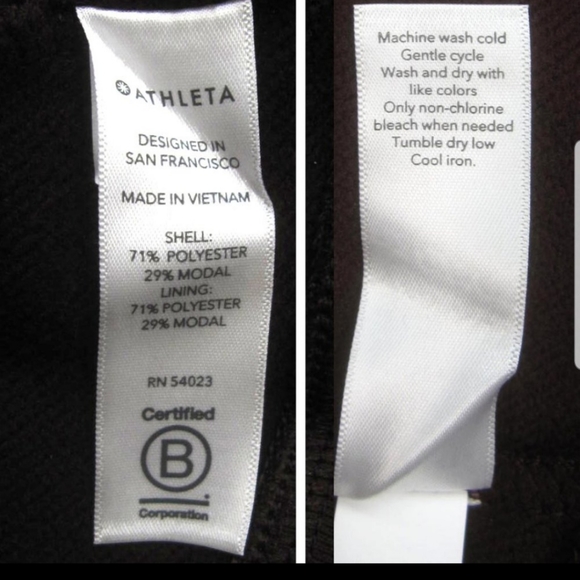 ATHLETA
DESIGNED IN
SAN FRANCISCO
MADE IN VIETNAM
SHELL:
71% POLYESTER
29% MODAL
LINING:
71% POLYESTER
29% MODAL
RN 54023
Certified
B
Corporation
Machine wash cold
Gentle cycle
Wash and dry with
like colors
Only non-chlorine
bleach when needed
Tumble dry low
Cool iron.